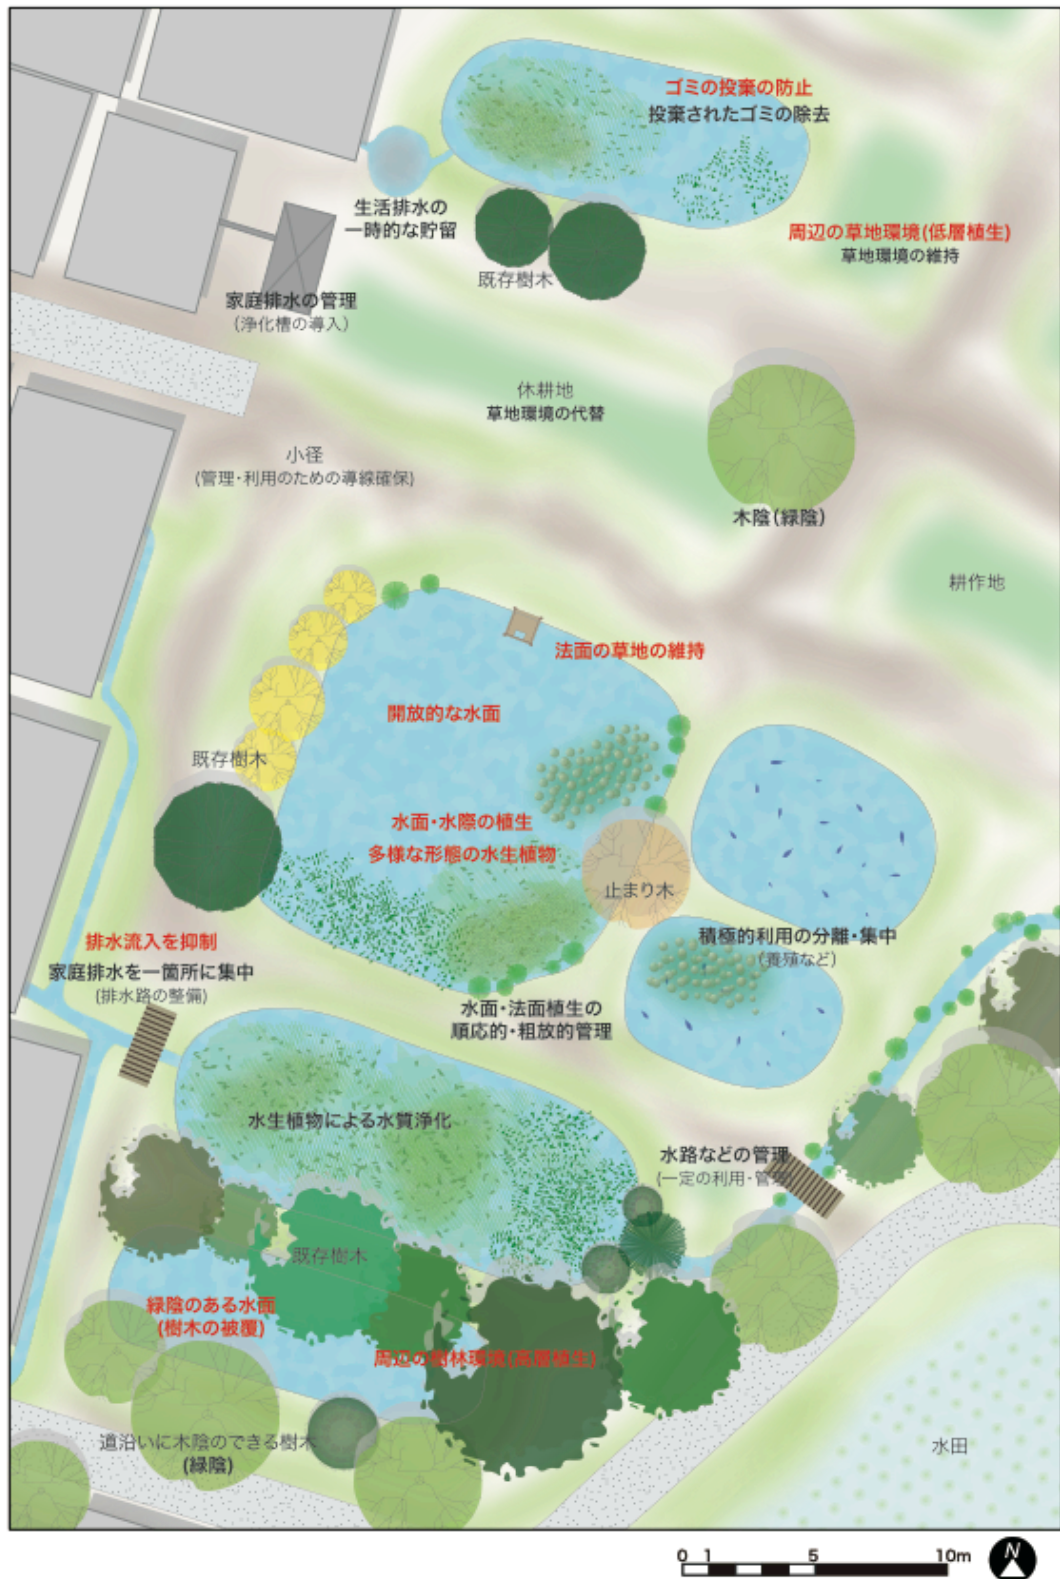 ゴミの投棄の防止
投棄されたゴミの除去
生活排水の
一時的な貯留
周辺の草地環境(低層植生)
草地環境の維持
既存樹木
家庭排水の管理
(浄化槽の導入)
休耕地
草地環境の代替
小径
(管理・利用のための導線確保)
木陰(緑陰)
耕作地
法面の草地の維持
開放的な水面
既存樹木
水面・水際の植生
多様な形態の水生植物
止まり木
排水流入を抑制
家庭排水を一箇所に集中
(排水路の整備)
積極的利用の分離・集中
(養殖など)
水面・法面植生の
順応的・粗放的管理
水生植物による水質浄化
水路などの管理
(一定の利用・管理)
既存樹木
緑陰のある水面
(樹木の被覆)
周辺の樹林環境(高層植生)
道沿いに木陰のできる樹木
(緑陰)
水田
0 1 5 10m
N